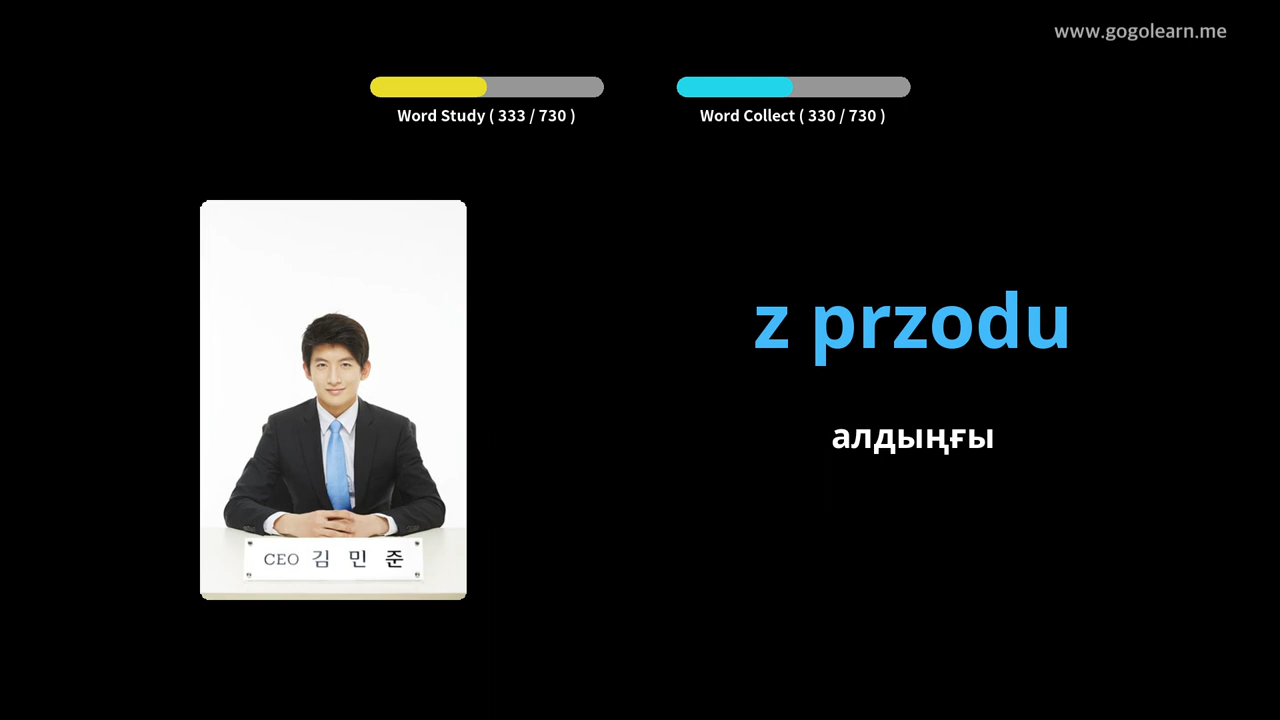 www.gogolearn.me
Word Study ( 333 / 730 )
Word Collect ( 330 / 730 )
z przodu
алдыңғы
CEO 김 민 준